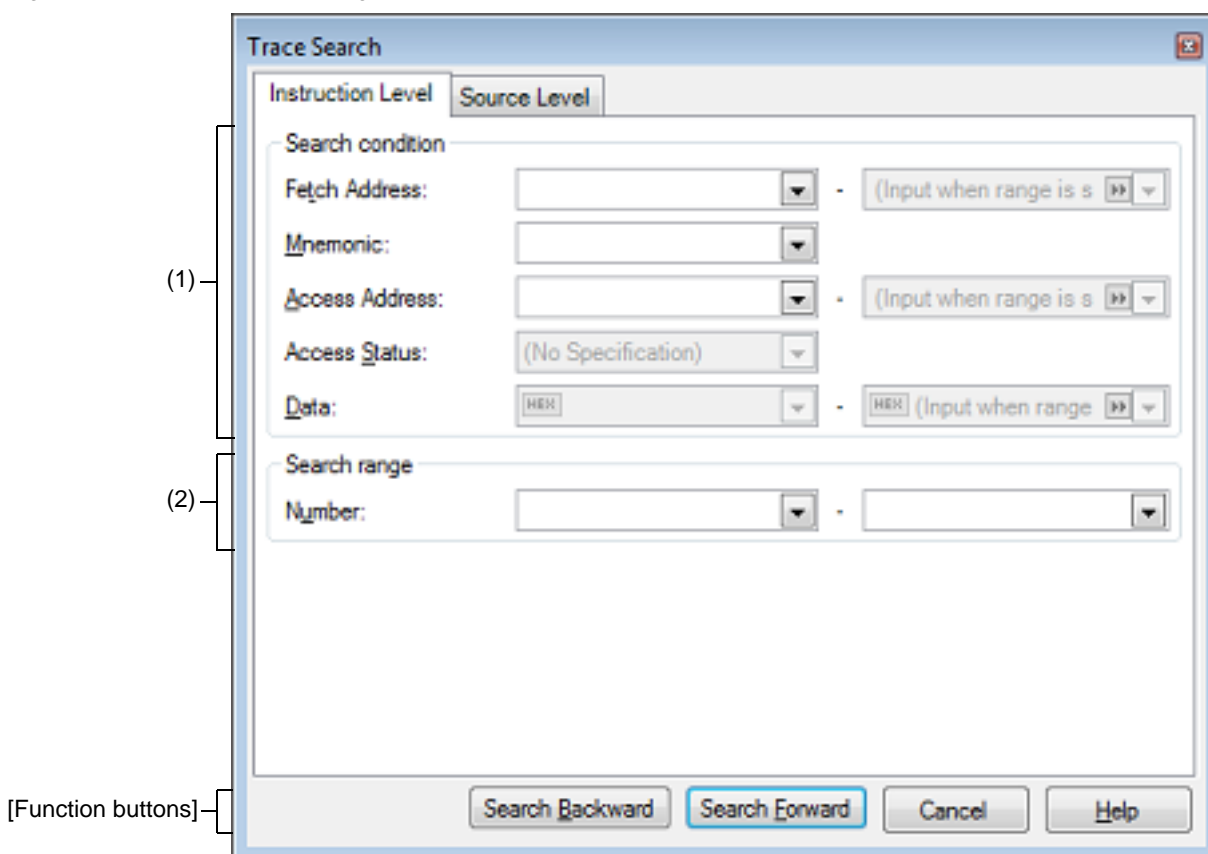 Trace Search
Instruction Level Source Level
Search condition
Fetch Address: - (Input when range is s
Mnemonic:
(1)
Access Address: - (Input when range is s
Access Status: (No Specification)
Data: HEX - HEX (Input when range
Search range
(2)
Number: -
[Function buttons] Search Backward Search Forward Cancel Help